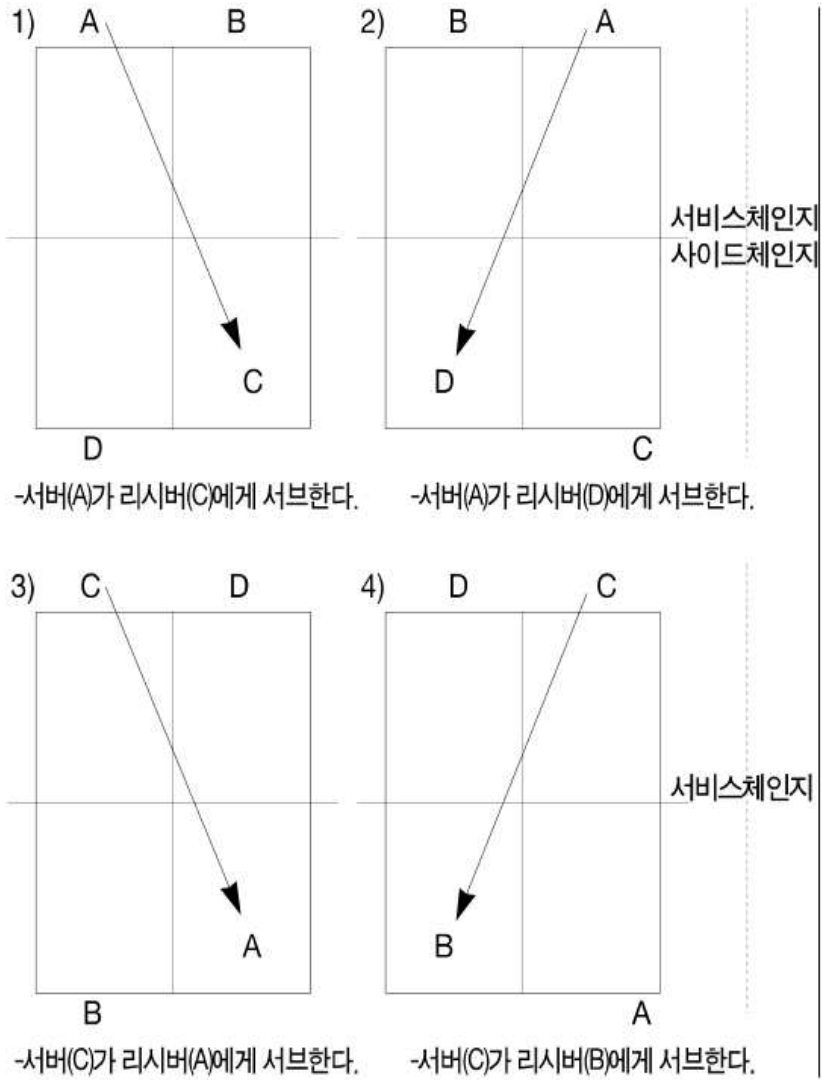 1) A B
2) B A
서비스체인지
사이드체인지
C
D
D
C
-서버(A)가 리시버(C)에게 서브한다.
-서버(A)가 리시버(D)에게 서브한다.
3) C D
4) D C
서비스체인지
A
B
B
A
-서버(C)가 리시버(A)에게 서브한다.
-서버(C)가 리시버(B)에게 서브한다.